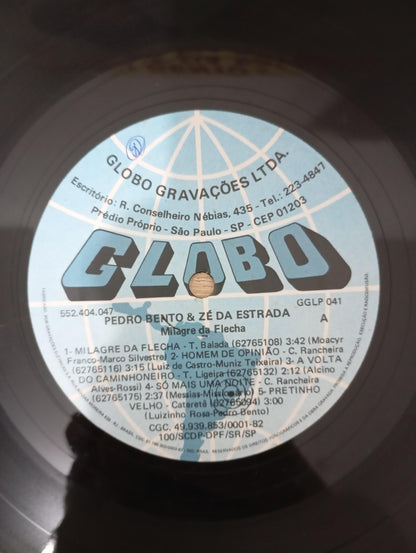 GLOBO GRAVAÇÕES LTDA.
Escritório: R. Conselheiro Nébias, 435 - Tel.: 223-4847
Prédio Próprio - São Paulo - SP - CEP 01203
GLOBO
552.404.047
GGLP 041
PEDRO BENTO & ZÉ DA ESTRADA
Milagre da Flecha
A
1- MILAGRE DA FLECHA - T. Balada (62765108) 3:42 (Moacyr
Franco-Marco Silvestre) 2- HOMEM DE OPINIÃO - C. Rancheira
(62765116) 3:15 (Luiz de Castro-Muniz Teixeira) 3- A VOLTA
DO CAMINHONEIRO - T. Ligeira (62765132) 2:12 (Alcino
Alves-Rossi) 4- SÓ MAIS UMA NOITE - C. Rancheira
(62765175) 2:37 (Messias-Missionário) 5- PRETINHO
VELHO - Cateretê (62765094) 3:00
(Luizinho Rosa-Pedro Bento)
CGC. 49.939.853/0001-82
100/SCDP-DPF/SR/SP